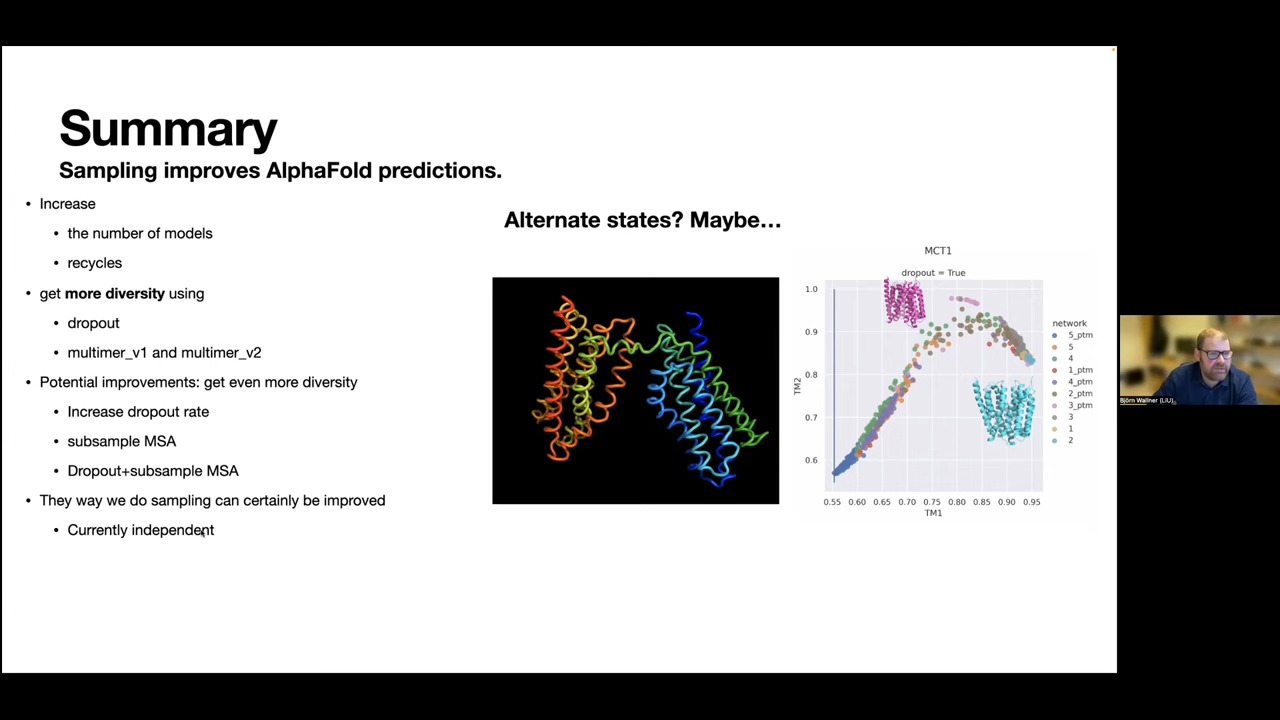 Summary
Sampling improves AlphaFold predictions.
• Increase
• the number of models
• recycles
• get more diversity using
• dropout
• multimer_v1 and multimer_v2
• Potential improvements: get even more diversity
• Increase dropout rate
• subsample MSA
• Dropout+subsample MSA
• They way we do sampling can certainly be improved
• Currently independent
Alternate states? Maybe…
MCT1
dropout = True
1.0
0.9
0.8
0.7
0.6
TM2
0.55 0.60 0.65 0.70 0.75 0.80 0.85 0.90 0.95
TM1
network
5_ptm
5
4
1_ptm
4_ptm
2_ptm
3_ptm
3
1
2
Björn Wallner (LiU)